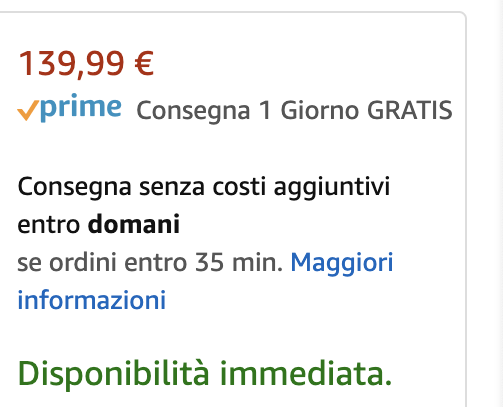 139,99 €
prime Consegna 1 Giorno GRATIS
Consegna senza costi aggiuntivi
entro domani
se ordini entro 35 min. Maggiori
informazioni
Disponibilità immediata.